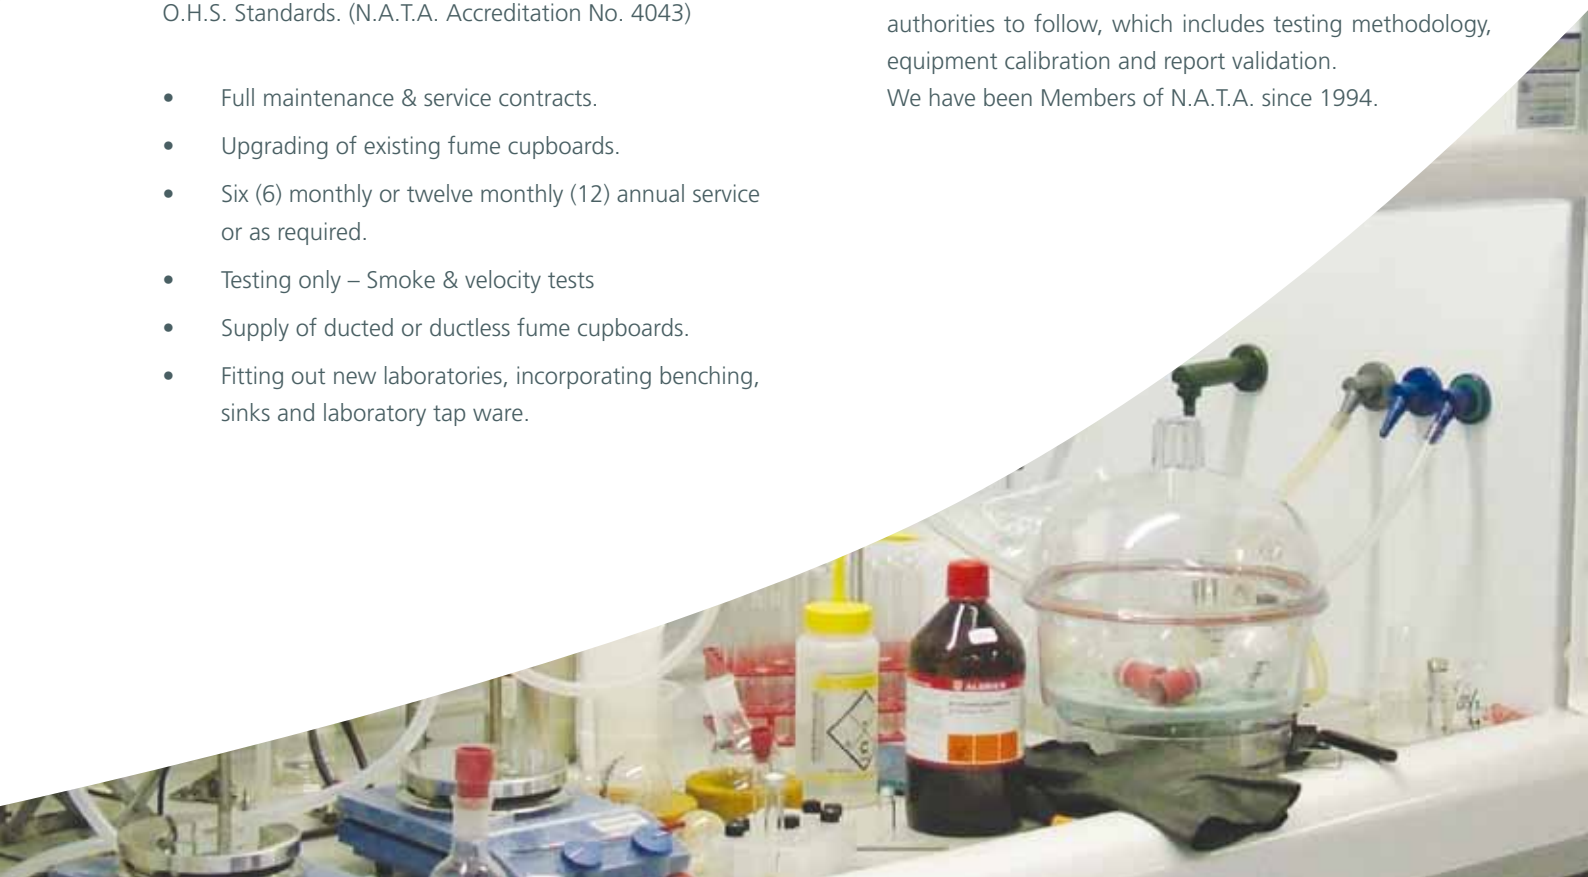 O.H.S. Standards. (N.A.T.A. Accreditation No. 4043)
• Full maintenance & service contracts.
• Upgrading of existing fume cupboards.
• Six (6) monthly or twelve monthly (12) annual service
or as required.
• Testing only – Smoke & velocity tests
• Supply of ducted or ductless fume cupboards.
• Fitting out new laboratories, incorporating benching,
sinks and laboratory tap ware.
authorities to follow, which includes testing methodology,
equipment calibration and report validation.
We have been Members of N.A.T.A. since 1994.
ALDRICH